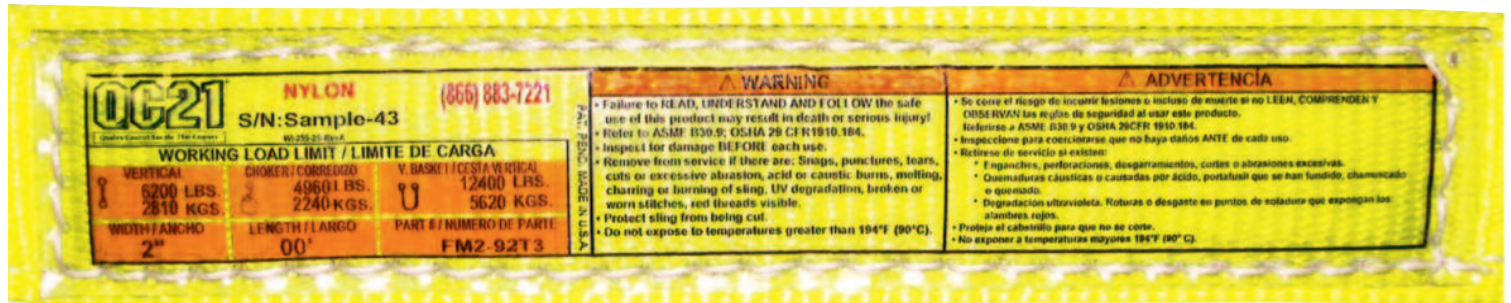 QC21
NYLON
(866) 883-7221
S/N:Sample-43
WORKING LOAD LIMIT / LIMITE DE CARGA
VERTICAL
6200 LBS.
2810 KGS.
CHOKER / CORREDIZO
4960 LBS.
2240 KGS.
V. BASKET / CESTA VERTICAL
12400 LBS.
5620 KGS.
WIDTH / ANCHO
2"
LENGTH / LARGO
00'
PART # / NUMERO DE PARTE
FM2-92T3
PAT. PEND. MADE IN U.S.A.
⚠ WARNING
• Failure to READ, UNDERSTAND AND FOLLOW the safe
use of this product may result in death or serious injury!
• Refer to ASME B30.9; OSHA 29 CFR1910.184.
• Inspect for damage BEFORE each use.
• Remove from service if there are: Snags, punctures, tears,
cuts or excessive abrasion, acid or caustic burns, melting,
charring or burning of sling, UV degradation, broken or
worn stitches, red threads visible.
• Protect sling from being cut.
• Do not expose to temperatures greater than 194°F (90°C).
⚠ ADVERTENCÍA
• Se corre el riesgo de incurrir lesiones o incluso de muerte si no LEEN, COMPRENDEN Y
OBSERVAN las reglas de seguridad al usar este producto.
Referirse a ASME B30.9 y OSHA 29CFR 1910.184.
• Inspeccione para cerciorarse que no haya daños ANTE de cada uso.
• Retirese de servicio si existen:
* Enganches, perforaciones, desgarramientos, cortes o abrasiones excesivas.
* Quemaduras cáusticas o causadas por ácido, portafusil que se han fundido, chamuscado
o quemado.
* Degradación ultravioleta. Roturas o desgaste en puntos de soladura que expongan los
alambres rojos.
• Proteje el cabstrillo para que no se corte.
• No exponer a temperaturas mayores 194°F (90° C).